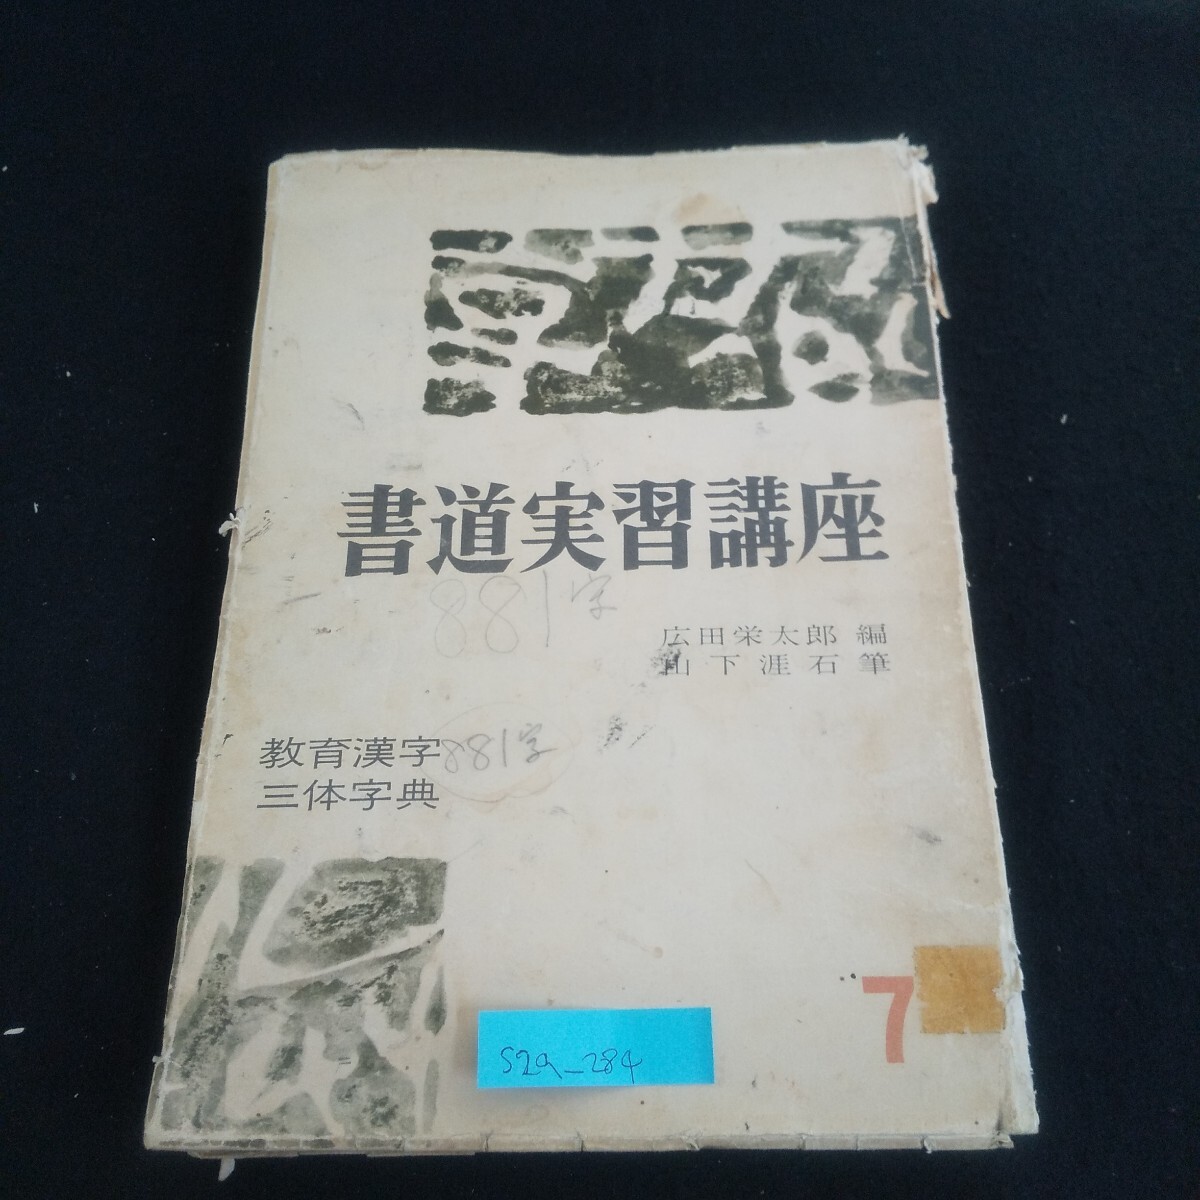 書道実習講座
881字
広田栄太郎 編
山下涯石 筆
教育漢字
三体字典
881字
7
S29_284